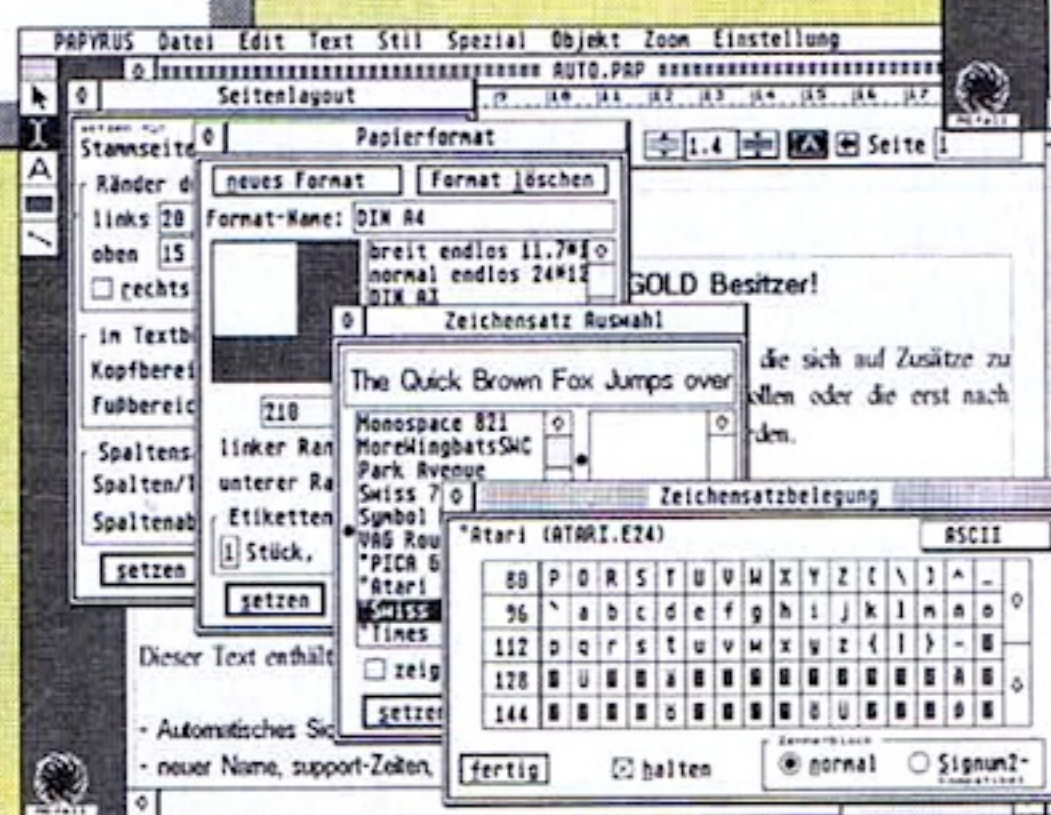 PAPYRUS Datei Edit Text Stil Spezial Objekt Zoom Einstellung
AUTO.PAP
Seitenlayout
Papierformat
1.4 Seite 1
Stammseite
Ränder
neues Format Format löschen
links 20
Format-Name: DIN A4
oben 15
breit endlos 11.7*
normal endlos 24*12
DIN A3
rechts
GOLD Besitzer!
Zeichensatz Auswahl
im Textb
Kopfberei
Fußbereic
die sich auf Zusätze zu
ollen oder die erst nach
rden.
The Quick Brown Fox Jumps over
210
Monospace 821
MoreWingbatsSWC
Park Avenue
Swiss 7
Symbol
VAG Rou
*PICA 6
*Atari
*Swiss
*Times
linker Ran
unterer Ra
Spaltens
Spalten/
Spaltenab
Etiketten
1 Stück,
setzen
setzen
zeig
setzen
Zeichensatzbelegung
*Atari (ATARI.E24) ASCII
80 P Q R S T U V W X Y Z [ \ ] ^ _
96 ` a b c d e f g h i j k l m n o
112 p q r s t u v w x y z { | } ~
128
144
fertig halten normal Signum2-
Dieser Text enthält
- Automatisches Sic
- neuer Name, support-Zeiten,